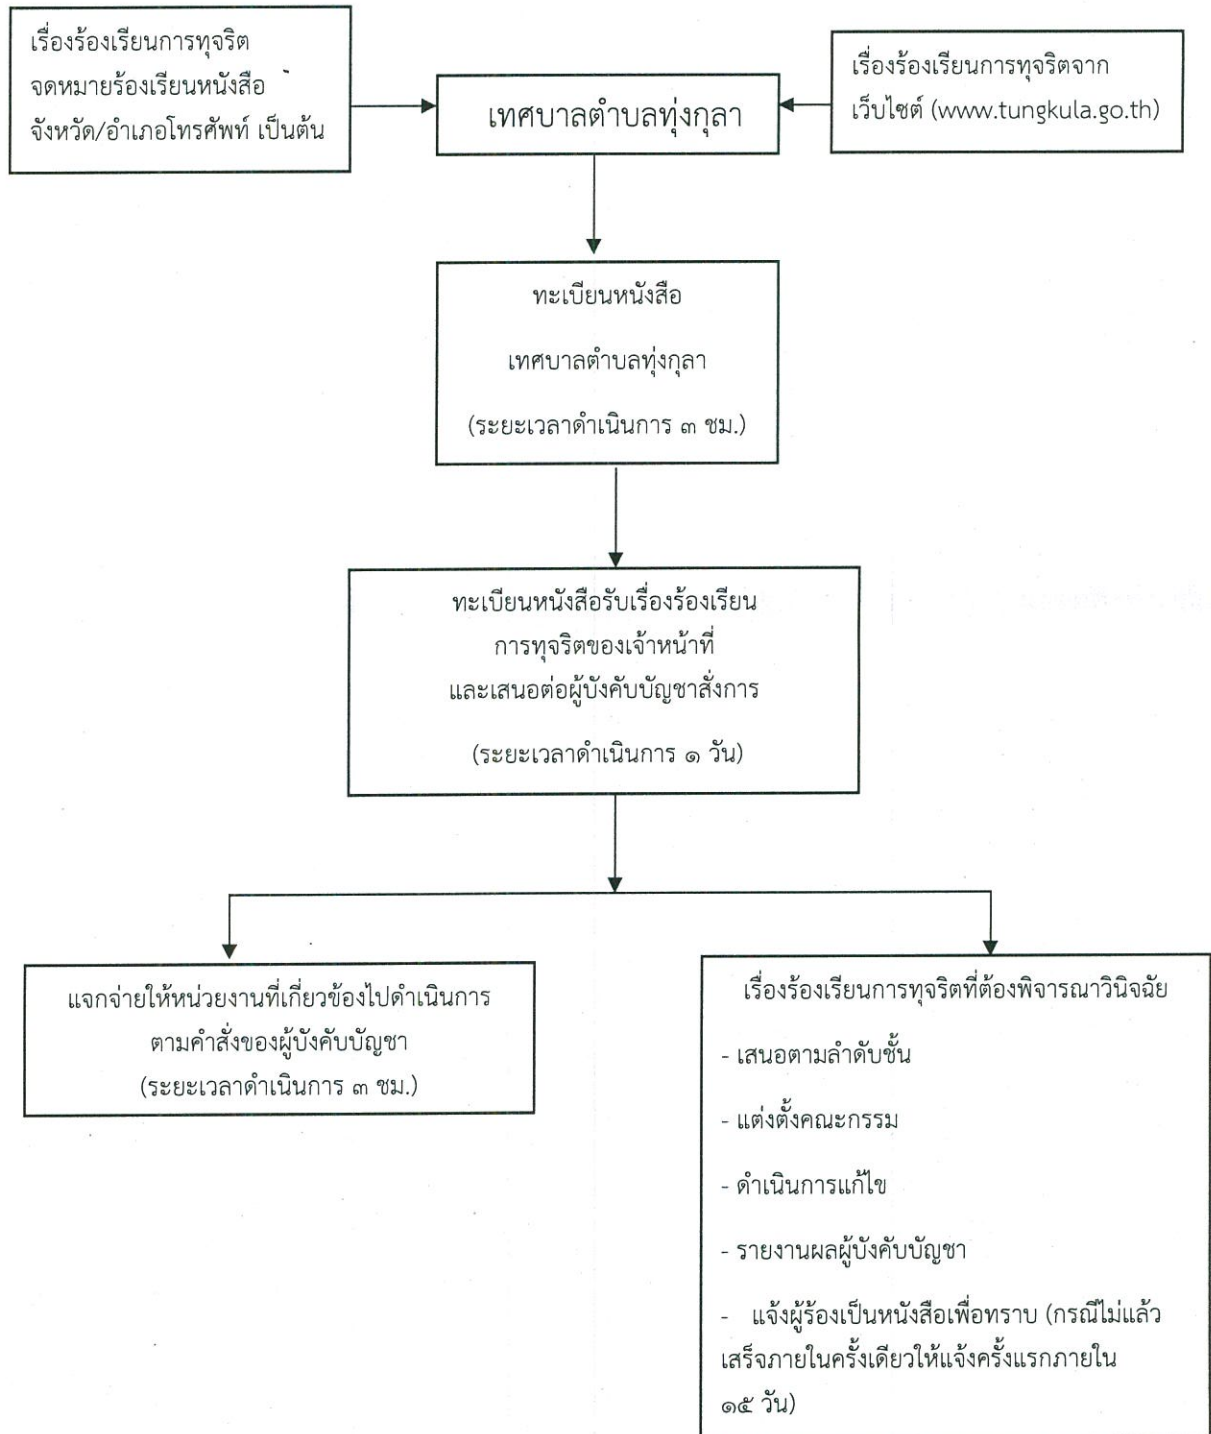 เรื่องร้องเรียนการทุจริต
จดหมายร้องเรียนหนังสือ
จังหวัด/อำเภอโทรศัพท์ เป็นต้น
เทศบาลตำบลทุ่งกุลา
เรื่องร้องเรียนการทุจริตจาก
เว็บไซต์ (www.tungkula.go.th)
ทะเบียนหนังสือ
เทศบาลตำบลทุ่งกุลา
(ระยะเวลาดำเนินการ ๓ ชม.)
ทะเบียนหนังสือรับเรื่องร้องเรียน
การทุจริตของเจ้าหน้าที่
และเสนอต่อผู้บังคับบัญชาสั่งการ
(ระยะเวลาดำเนินการ ๑ วัน)
แจกจ่ายให้หน่วยงานที่เกี่ยวข้องไปดำเนินการ
ตามคำสั่งของผู้บังคับบัญชา
(ระยะเวลาดำเนินการ ๓ ชม.)
เรื่องร้องเรียนการทุจริตที่ต้องพิจารณาวินิจฉัย
- เสนอตามลำดับชั้น
- แต่งตั้งคณะกรรม
- ดำเนินการแก้ไข
- รายงานผลผู้บังคับบัญชา
- แจ้งผู้ร้องเป็นหนังสือเพื่อทราบ (กรณีไม่แล้ว
เสร็จภายในครั้งเดียวให้แจ้งครั้งแรกภายใน
๑๕ วัน)